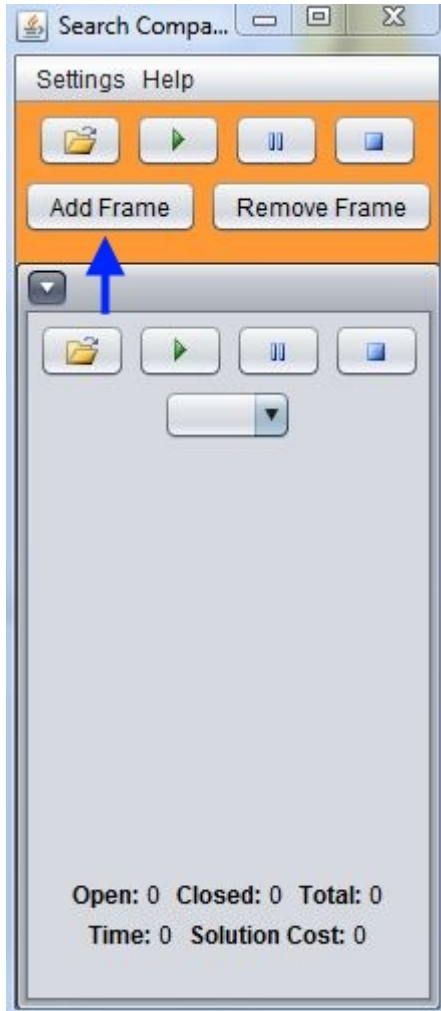 Search Compa...
Settings Help
Add Frame Remove Frame
Open: 0 Closed: 0 Total: 0
Time: 0 Solution Cost: 0